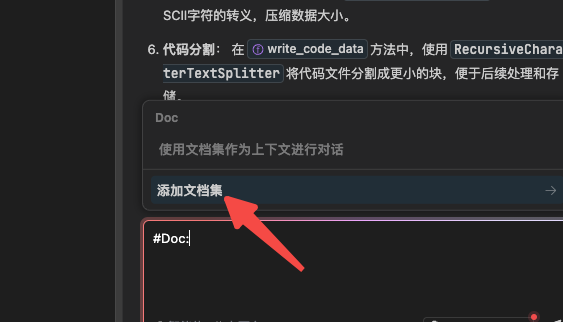 SCII字符的转义，压缩数据大小。
6. 代码分割： 在 write_code_data 方法中，使用 RecursiveChara
terTextSplitter 将代码文件分割成更小的块，便于后续处理和存
储。
Doc
使用文档集作为上下文进行对话
添加文档集
#Doc: